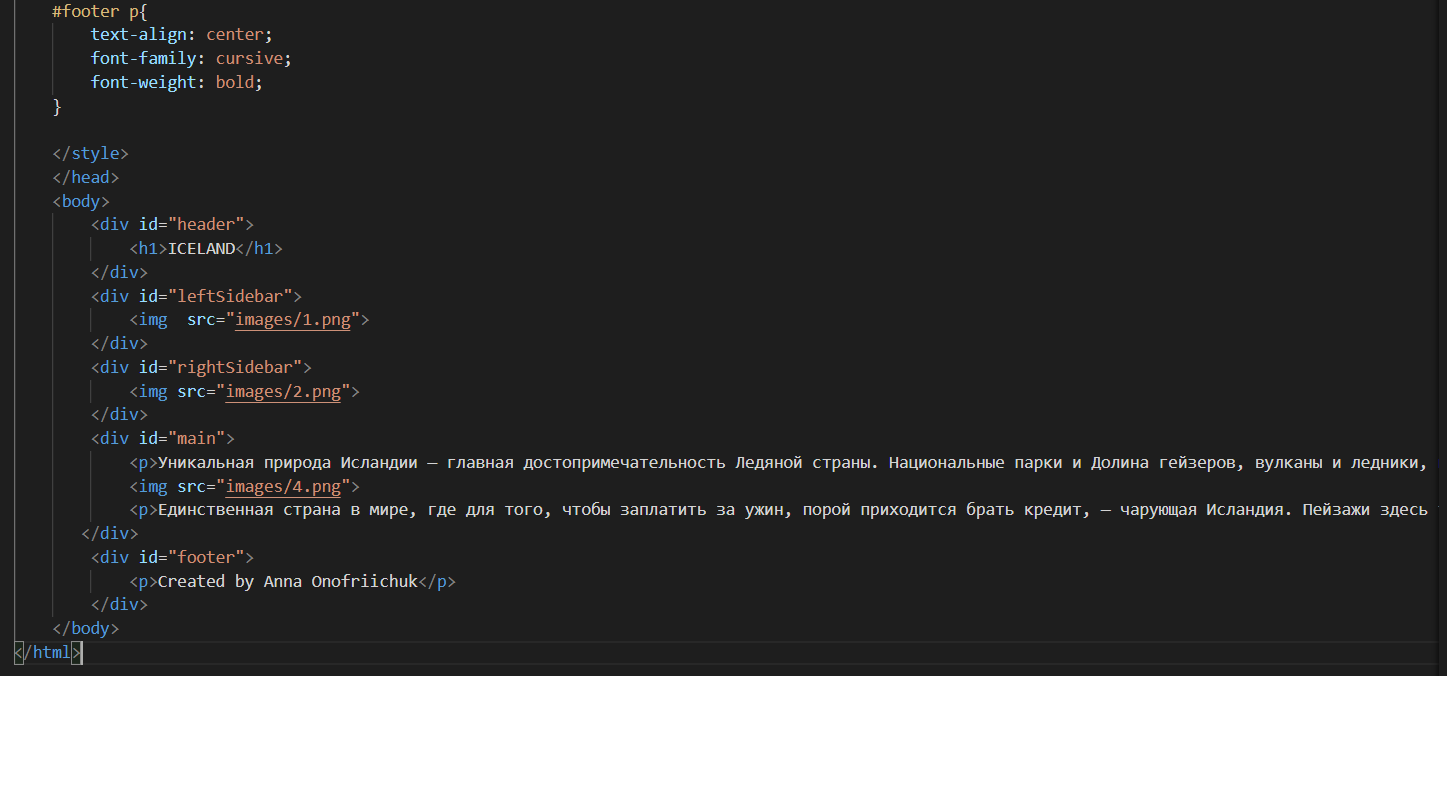 #footer p{
text-align: center;
font-family: cursive;
font-weight: bold;
}
</style>
</head>
<body>
<div id="header">
<h1>ICELAND</h1>
</div>
<div id="leftSidebar">
<img  src="images/1.png">
</div>
<div id="rightSidebar">
<img src="images/2.png">
</div>
<div id="main">
<p>Уникальная природа Исландии – главная достопримечательность Ледяной страны. Национальные парки и Долина гейзеров, вулканы и ледники,
<img src="images/4.png">
<p>Единственная страна в мире, где для того, чтобы заплатить за ужин, порой приходится брать кредит, – чарующая Исландия. Пейзажи здесь
</div>
<div id="footer">
<p>Created by Anna Onofriichuk</p>
</div>
</body>
</html>